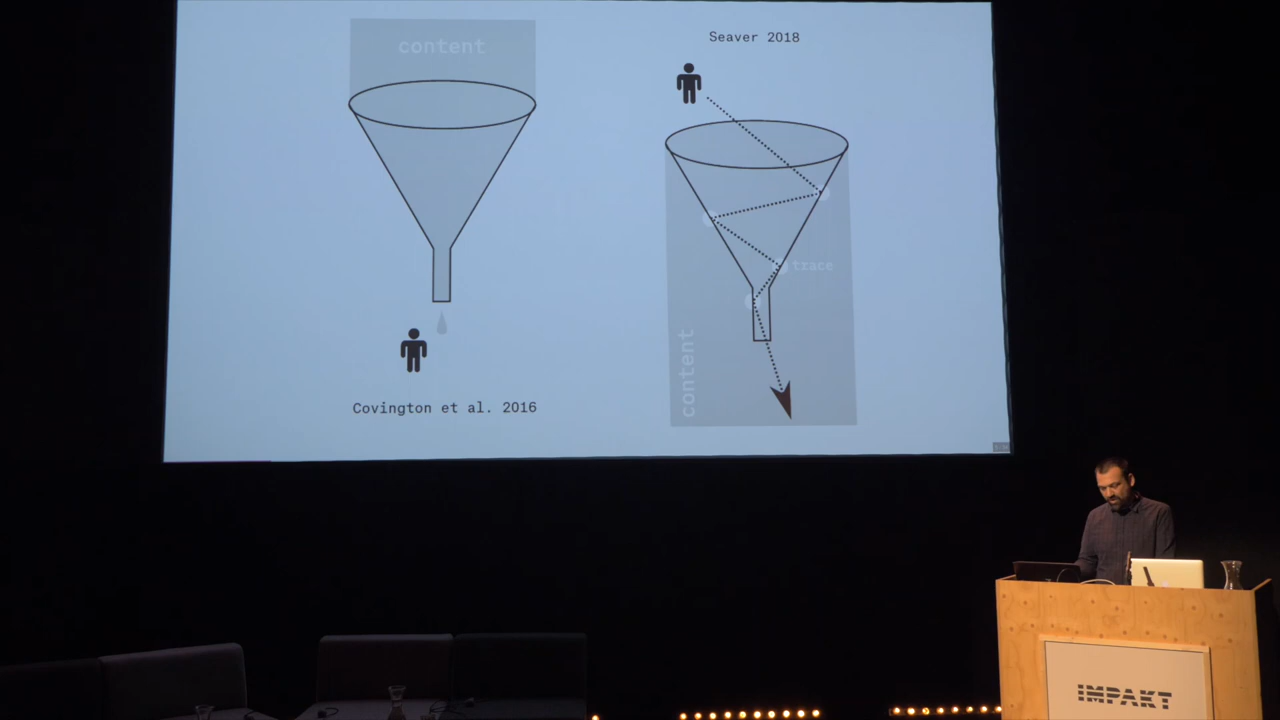 content
Covington et al. 2016
Seaver 2018
trace
content
IMPAKT